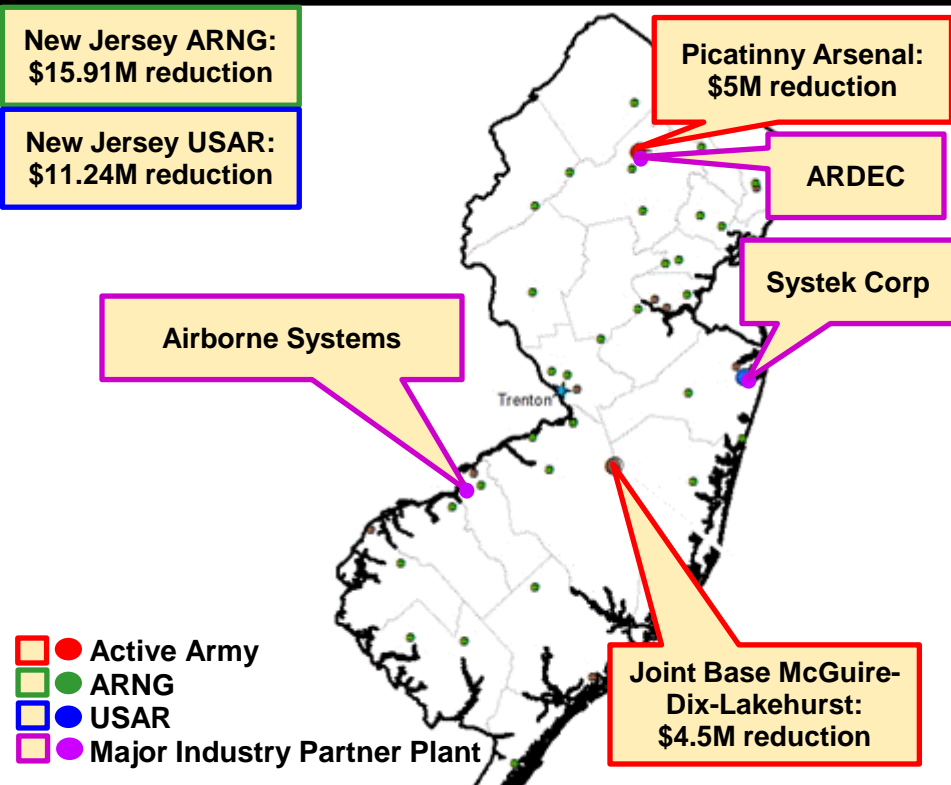 New Jersey ARNG:
$15.91M reduction
New Jersey USAR:
$11.24M reduction
Picatinny Arsenal:
$5M reduction
ARDEC
Systek Corp
Airborne Systems
Trenton
Joint Base McGuire-
Dix-Lakehurst:
$4.5M reduction
Active Army
ARNG
USAR
Major Industry Partner Plant